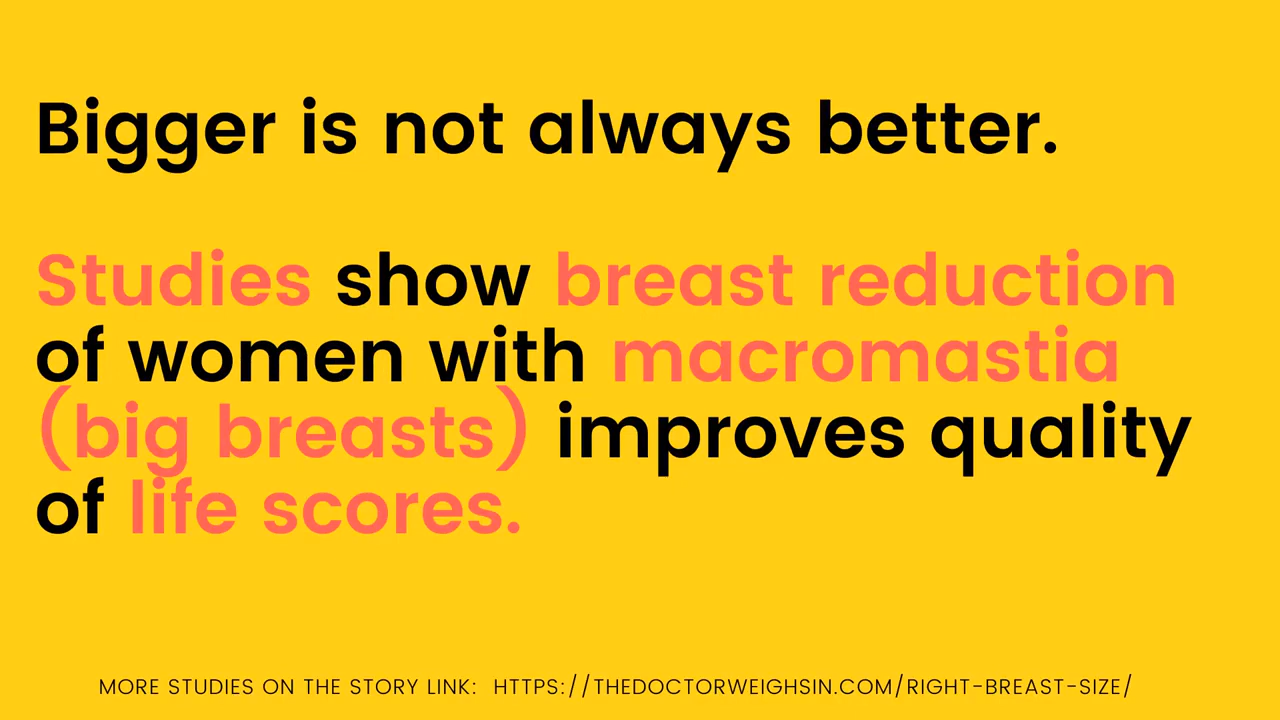 Bigger is not always better.
Studies show breast reduction
of women with macromastia
(big breasts) improves quality
of life scores.
MORE STUDIES ON THE STORY LINK: HTTPS://THEDOCTORWEIGHSIN.COM/RIGHT-BREAST-SIZE/